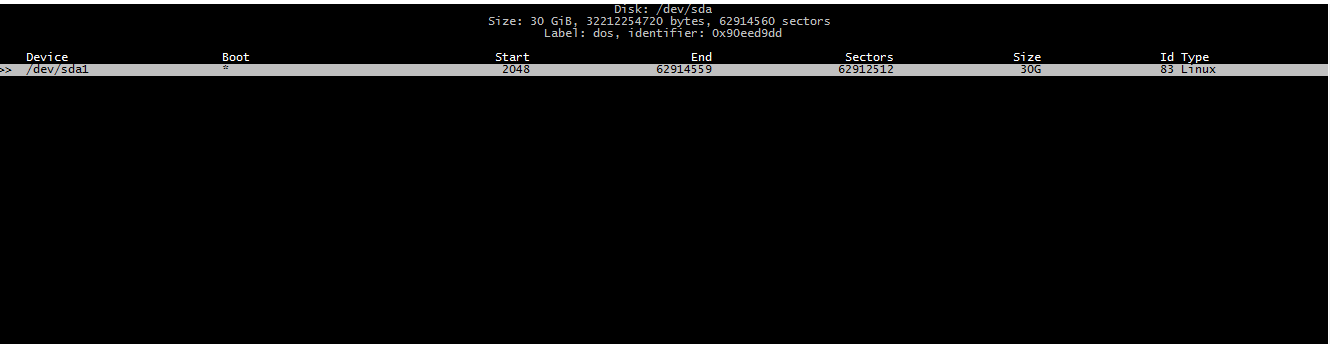 Disk: /dev/sda
Size: 30 GiB, 32212254720 bytes, 62914560 sectors
Label: dos, identifier: 0x90eed9dd
Device Boot Start End Sectors Size Id Type
>> /dev/sda1 * 2048 62914559 62912512 30G 83 Linux